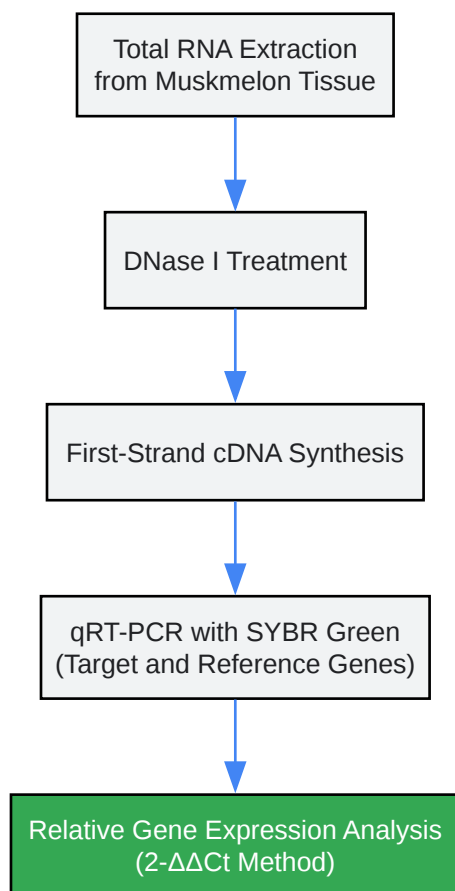 Total RNA Extraction
from Muskmelon Tissue
DNase I Treatment
First-Strand cDNA Synthesis
qRT-PCR with SYBR Green
(Target and Reference Genes)
Relative Gene Expression Analysis
(2-ΔΔCt Method)